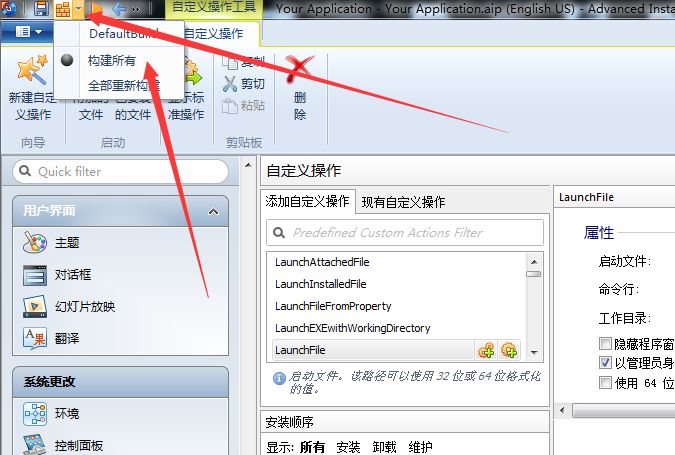 自定义操作工具
Your Application - Your Application.aip (English US) - Advanced Insta
DefaultBuild
自定义操作
构建所有
全部重新构建
复制
剪切
粘贴
新建自定
义操作
文件
的文件
显示标
准操作
删
除
向导
启动
剪贴板
Quick filter
用户界面
主题
对话框
幻灯片放映
翻译
系统更改
环境
控制面板
自定义操作
添加自定义操作
现有自定义操作
Predefined Custom Actions Filter
LaunchAttachedFile
LaunchInstalledFile
LaunchFileFromProperty
LaunchEXEwithWorkingDirectory
LaunchFile
启动文件。该路径可以使用 32 位或 64 位格式化
的值。
安装顺序
显示: 所有 安装 卸载 维护
LaunchFile
属性
启动文件:
命令行:
工作目录:
隐藏程序窗
以管理员身
使用 64 位